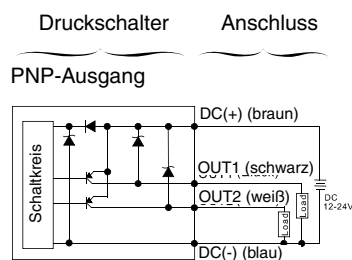 Druckschalter Anschluss
PNP-Ausgang
DC(+) (braun)
Schaltkreis
OUT1 (schwarz)
OUT2 (weiß)
DC
12-24V
Load
Load
DC(-) (blau)